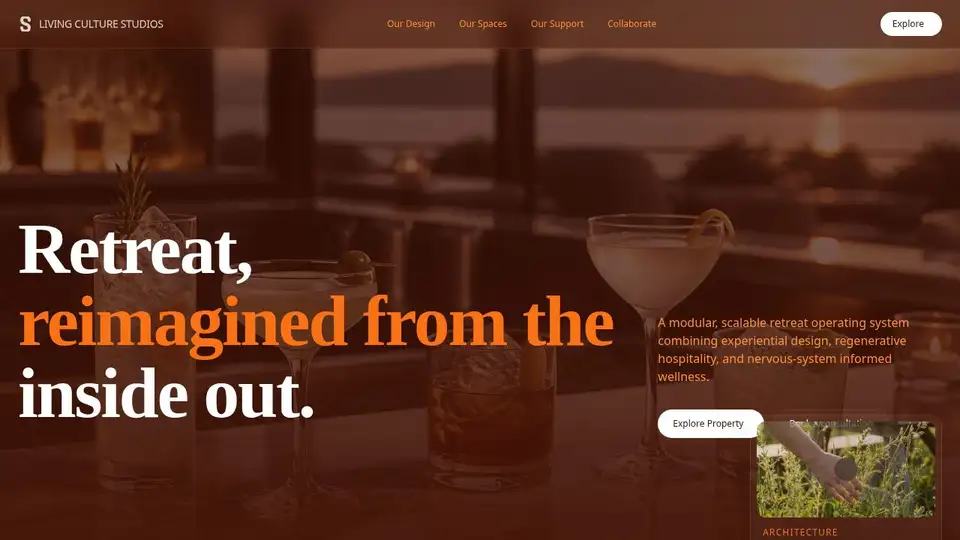 S LIVING CULTURE STUDIOS
Our Design
Our Spaces
Our Support
Collaborate
Explore
Retreat,
reimagined from the
inside out.
A modular, scalable retreat operating system
combining experiential design, regenerative
hospitality, and nervous-system informed
wellness.
Explore Property
ARCHITECTURE